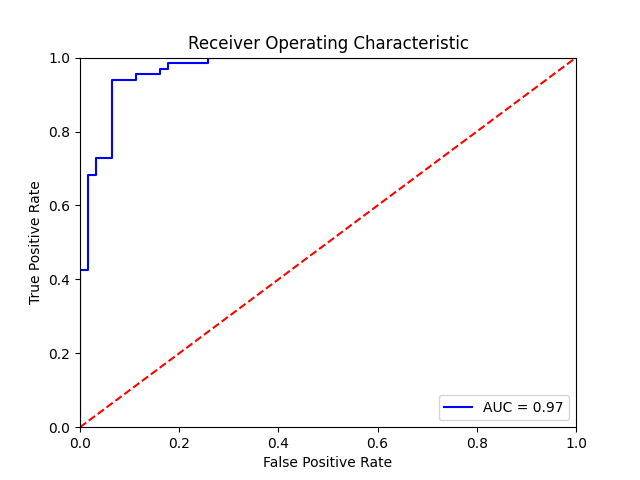 Receiver Operating Characteristic
1.0
0.8
0.6
0.4
0.2
0.0
True Positive Rate
AUC = 0.97
0.0 0.2 0.4 0.6 0.8 1.0
False Positive Rate